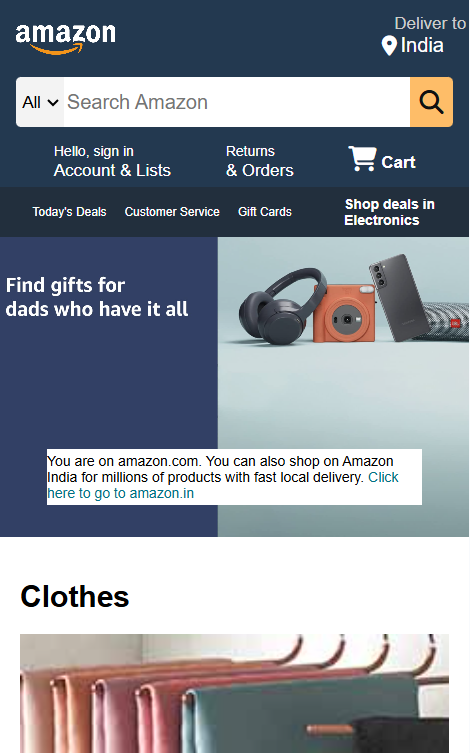 amazon
Deliver to
India
All
Search Amazon
Hello, sign in
Account & Lists
Returns
& Orders
Cart
Today's Deals
Customer Service
Gift Cards
Shop deals in
Electronics
Find gifts for
dads who have it all
JBL
You are on amazon.com. You can also shop on Amazon
India for millions of products with fast local delivery. Click
here to go to amazon.in
Clothes